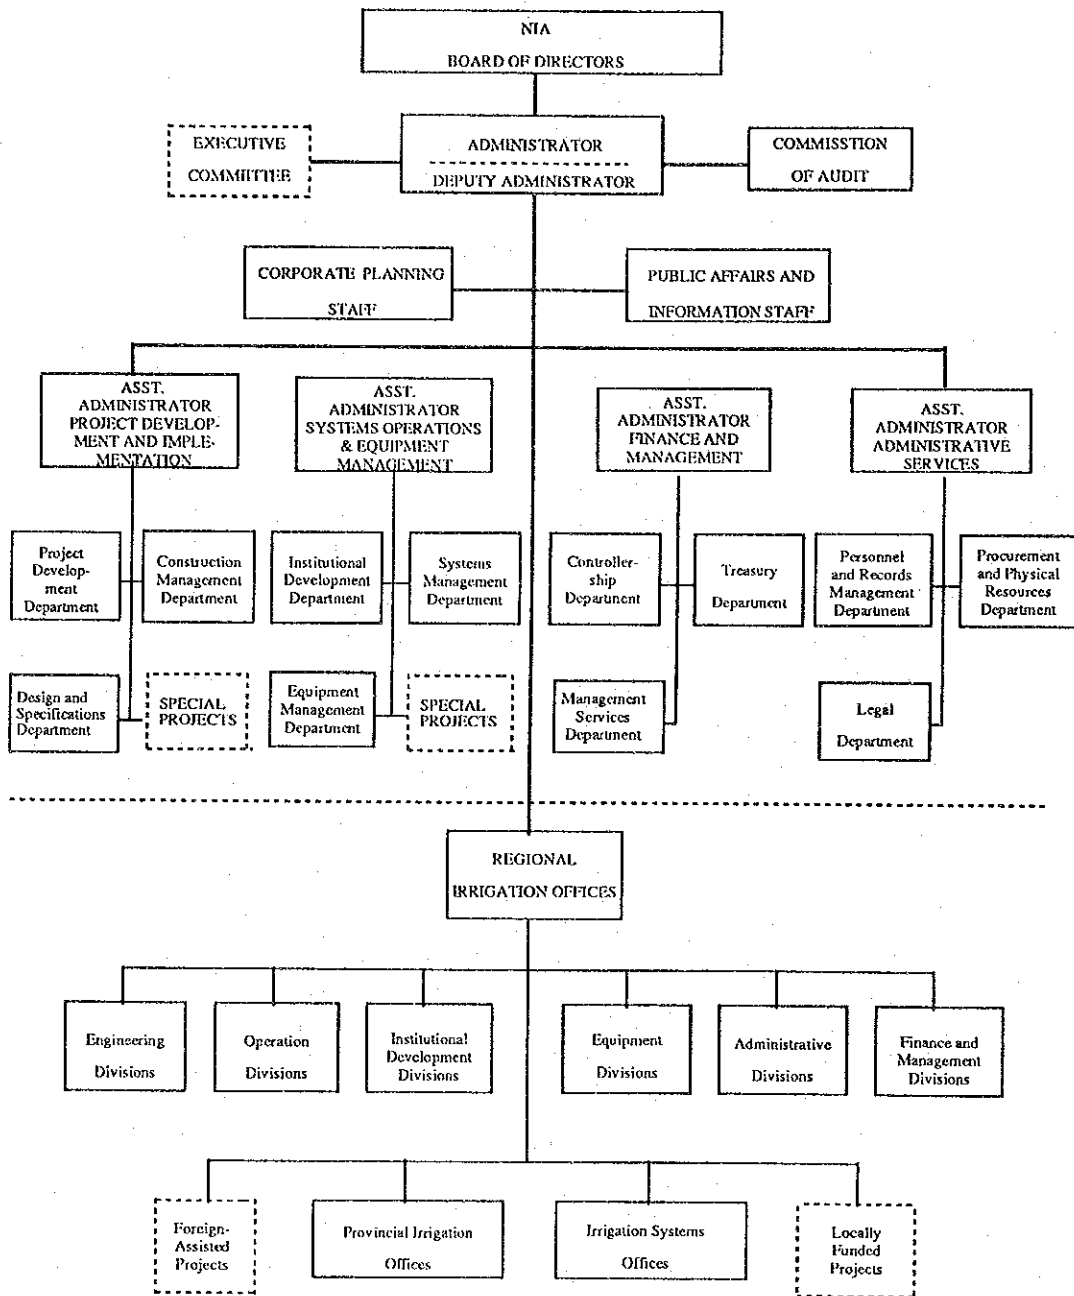 NIA
BOARD OF DIRECTORS
EXECUTIVE
COMMITTEE
ADMINISTRATOR
DEPUTY ADMINISTRATOR
COMMISSTION
OF AUDIT
CORPORATE PLANNING
STAFF
PUBLIC AFFAIRS AND
INFORMATION STAFF
ASST.
ADMINISTRATOR
PROJECT DEVELOP-
MENT AND IMPLE-
MENTATION
ASST.
ADMINISTRATOR
SYSTEMS OPERATIONS
& EQUIPMENT
MANAGEMENT
ASST.
ADMINISTRATOR
FINANCE AND
MANAGEMENT
ASST.
ADMINISTRATOR
ADMINISTRATIVE
SERVICES
Project
Develop-
ment
Department
Construction
Management
Department
Institutional
Development
Department
Systems
Management
Department
Controller-
ship
Department
Treasury
Department
Personnel
and Records
Management
Department
Procurement
and Physical
Resources
Department
Design and
Specifications
Department
SPECIAL
PROJECTS
Equipment
Management
Department
SPECIAL
PROJECTS
Management
Services
Department
Legal
Department
REGIONAL
IRRIGATION OFFICES
Engineering
Divisions
Operation
Divisions
Institutional
Development
Divisions
Equipment
Divisions
Administrative
Divisions
Finance and
Management
Divisions
Foreign-
Assisted
Projects
Provincial Irrigation
Offices
Irrigation Systems
Offices
Locally
Funded
Projects